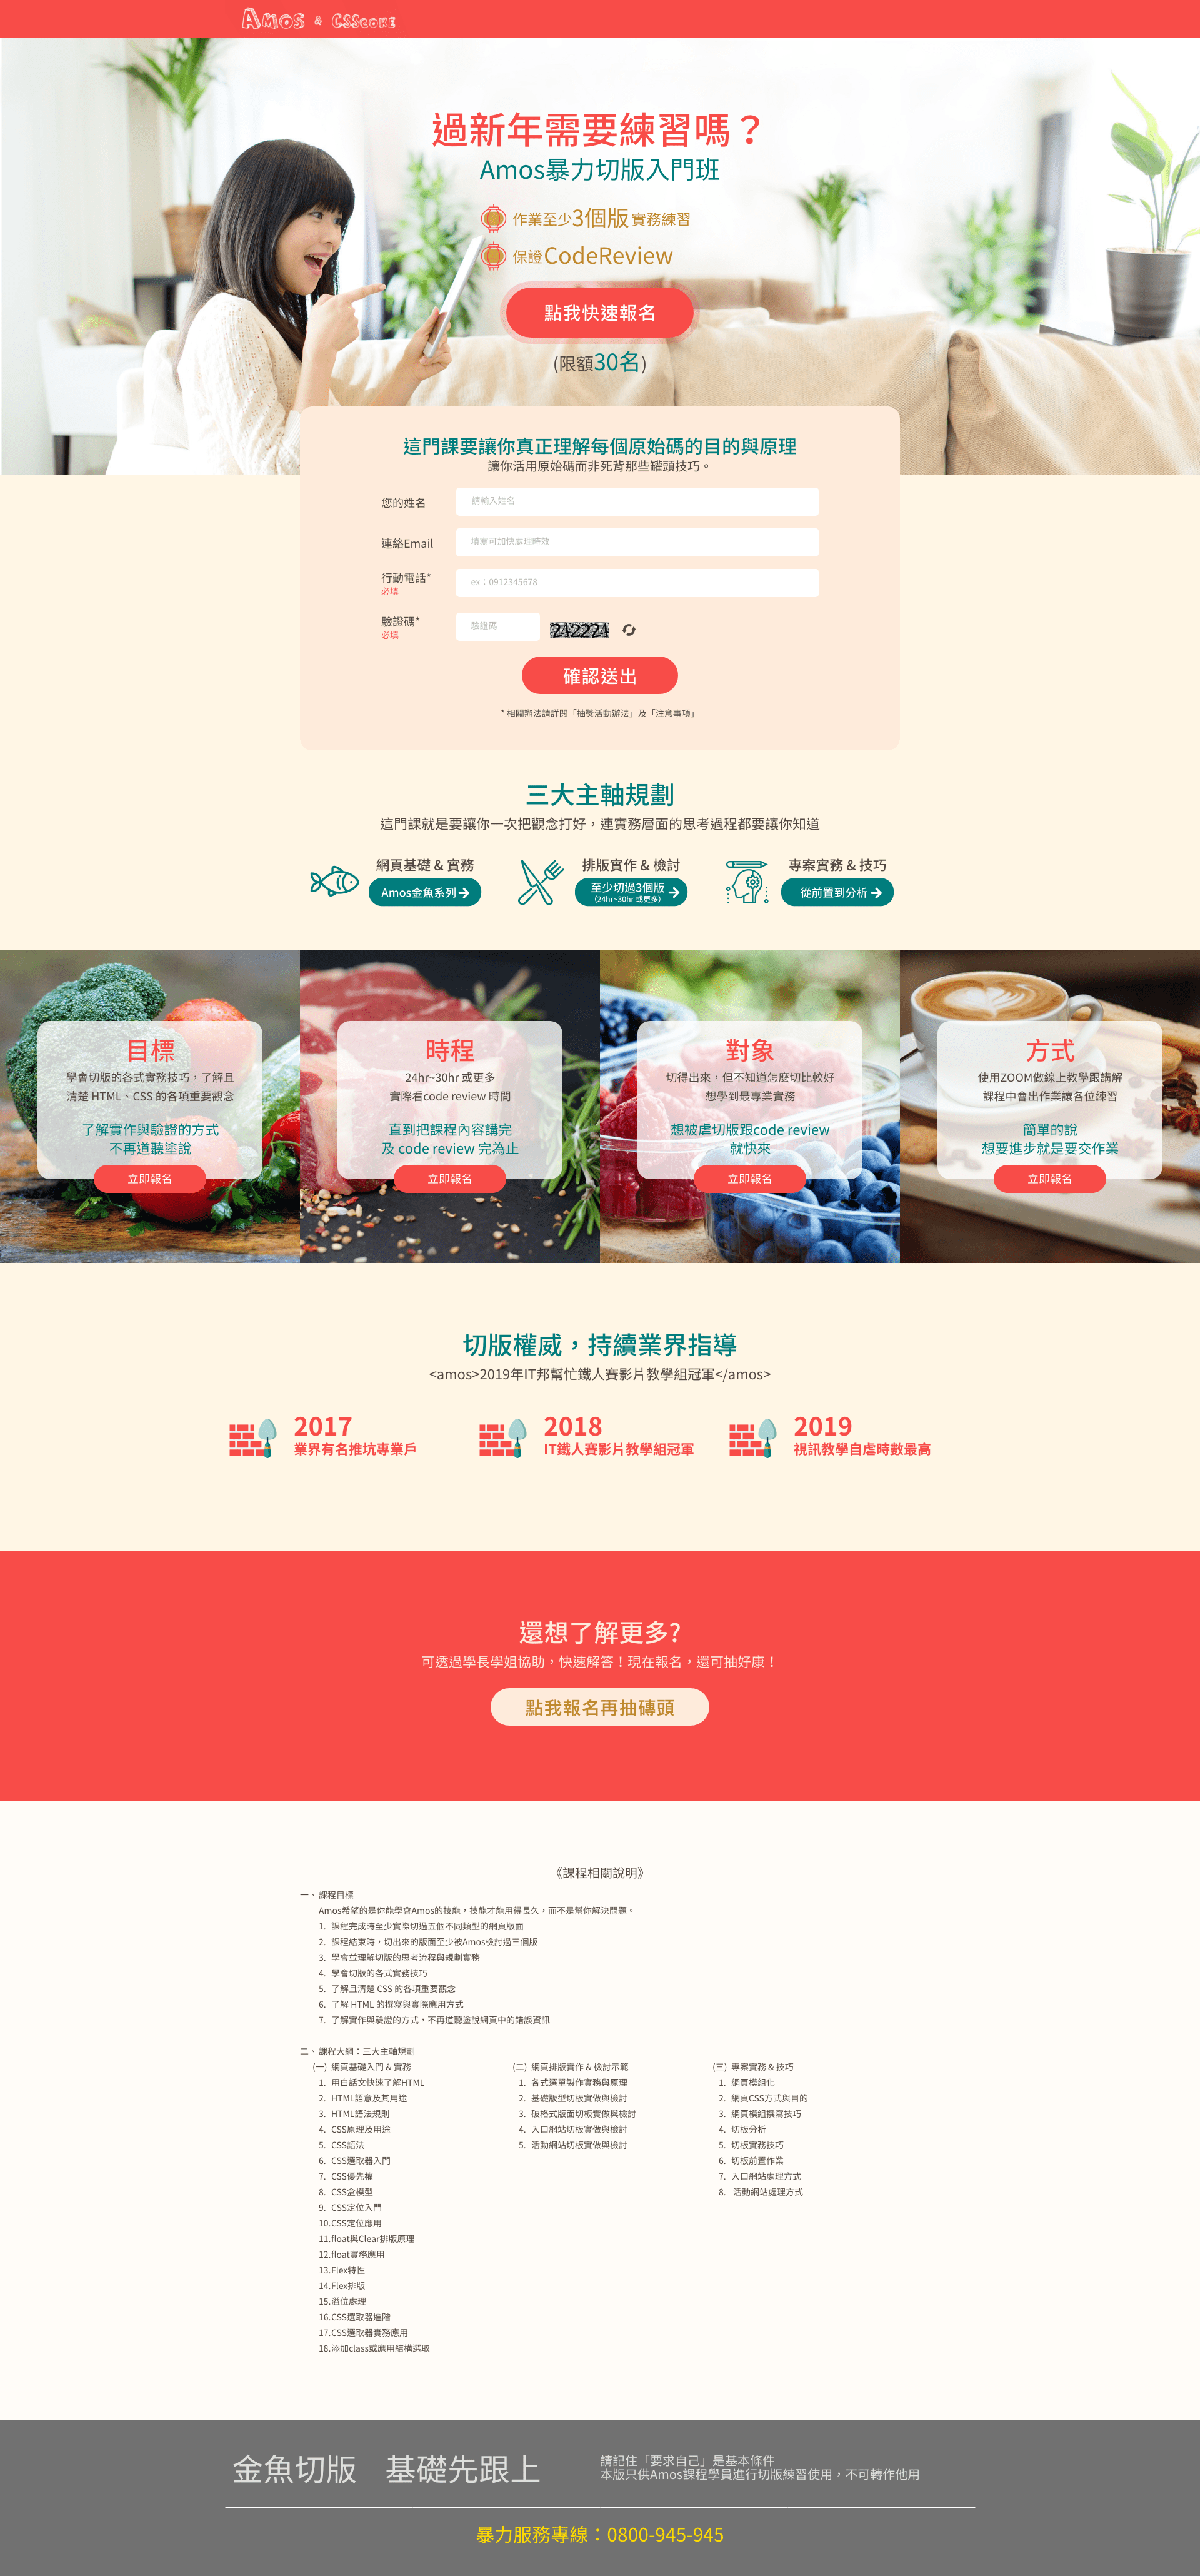 Amos & CSScoke
過新年需要練習嗎？
Amos暴力切版入門班
作業至少3個版 實務練習
保證CodeReview
點我快速報名
(限額30名)
這門課要讓你真正理解每個原始碼的目的與原理
讓你活用原始碼而非死背那些罐頭技巧。
您的姓名
請輸入姓名
連絡Email
填寫可加快處理時效
行動電話*
必填
ex：0912345678
驗證碼*
必填
驗證碼
242224
確認送出
* 相關辦法請詳閱「抽獎活動辦法」及「注意事項」
三大主軸規劃
這門課就是要讓你一次把觀念打好，連實務層面的思考過程都要讓你知道
網頁基礎 & 實務
Amos金魚系列
排版實作 & 檢討
至少切過3個版
(24hr~30hr 或更多)
專案實務 & 技巧
從前置到分析
目標
學會切版的各式實務技巧，了解且
清楚 HTML、CSS 的各項重要觀念
了解實作與驗證的方式
不再道聽塗說
立即報名
時程
24hr~30hr 或更多
實際看code review 時間
直到把課程內容講完
及 code review 完為止
立即報名
對象
切得出來，但不知道怎麼切比較好
想學到最專業實務
想被虐切版跟code review
就快來
立即報名
方式
使用ZOOM做線上教學跟講解
課程中會出作業讓各位練習
簡單的說
想要進步就是要交作業
立即報名
切版權威，持續業界指導
<amos>2019年IT邦幫忙鐵人賽影片教學組冠軍</amos>
2017
業界有名推坑專業戶
2018
IT鐵人賽影片教學組冠軍
2019
視訊教學自虐時數最高
還想了解更多?
可透過學長學姐協助，快速解答！現在報名，還可抽好康！
點我報名再抽磚頭
《課程相關說明》
一、課程目標
Amos希望的是你能學會Amos的技能，技能才能用得長久，而不是幫你解決問題。
1. 課程完成時至少實際切過五個不同類型的網頁版面
2. 課程結束時，切出來的版面至少被Amos檢討過三個版
3. 學會並理解切版的思考流程與規劃實務
4. 學會切版的各式實務技巧
5. 了解且清楚 CSS 的各項重要觀念
6. 了解 HTML 的撰寫與實際應用方式
7. 了解實作與驗證的方式，不再道聽塗說網頁中的錯誤資訊
二、課程大綱：三大主軸規劃
(一) 網頁基礎入門 & 實務
1. 用白話文快速了解HTML
2. HTML語意及其用途
3. HTML語法規則
4. CSS原理及用途
5. CSS語法
6. CSS選取器入門
7. CSS優先權
8. CSS盒模型
9. CSS定位入門
10.CSS定位應用
11.float與Clear排版原理
12.float實務應用
13.Flex特性
14.Flex排版
15.溢位處理
16.CSS選取器進階
17.CSS選取器實務應用
18.添加class或應用結構選取
(二) 網頁排版實作 & 檢討示範
1. 各式選單製作實務與原理
2. 基礎版型切板實做與檢討
3. 破格式版面切板實做與檢討
4. 入口網站切板實做與檢討
5. 活動網站切板實做與檢討
(三) 專案實務 & 技巧
1. 網頁模組化
2. 網頁CSS方式與目的
3. 網頁模組撰寫技巧
4. 切板分析
5. 切板實務技巧
6. 切板前置作業
7. 入口網站處理方式
8. 活動網站處理方式
金魚切版 基礎先跟上
請記住「要求自己」是基本條件
本版只供Amos課程學員進行切版練習使用，不可轉作他用
暴力服務專線：0800-945-945